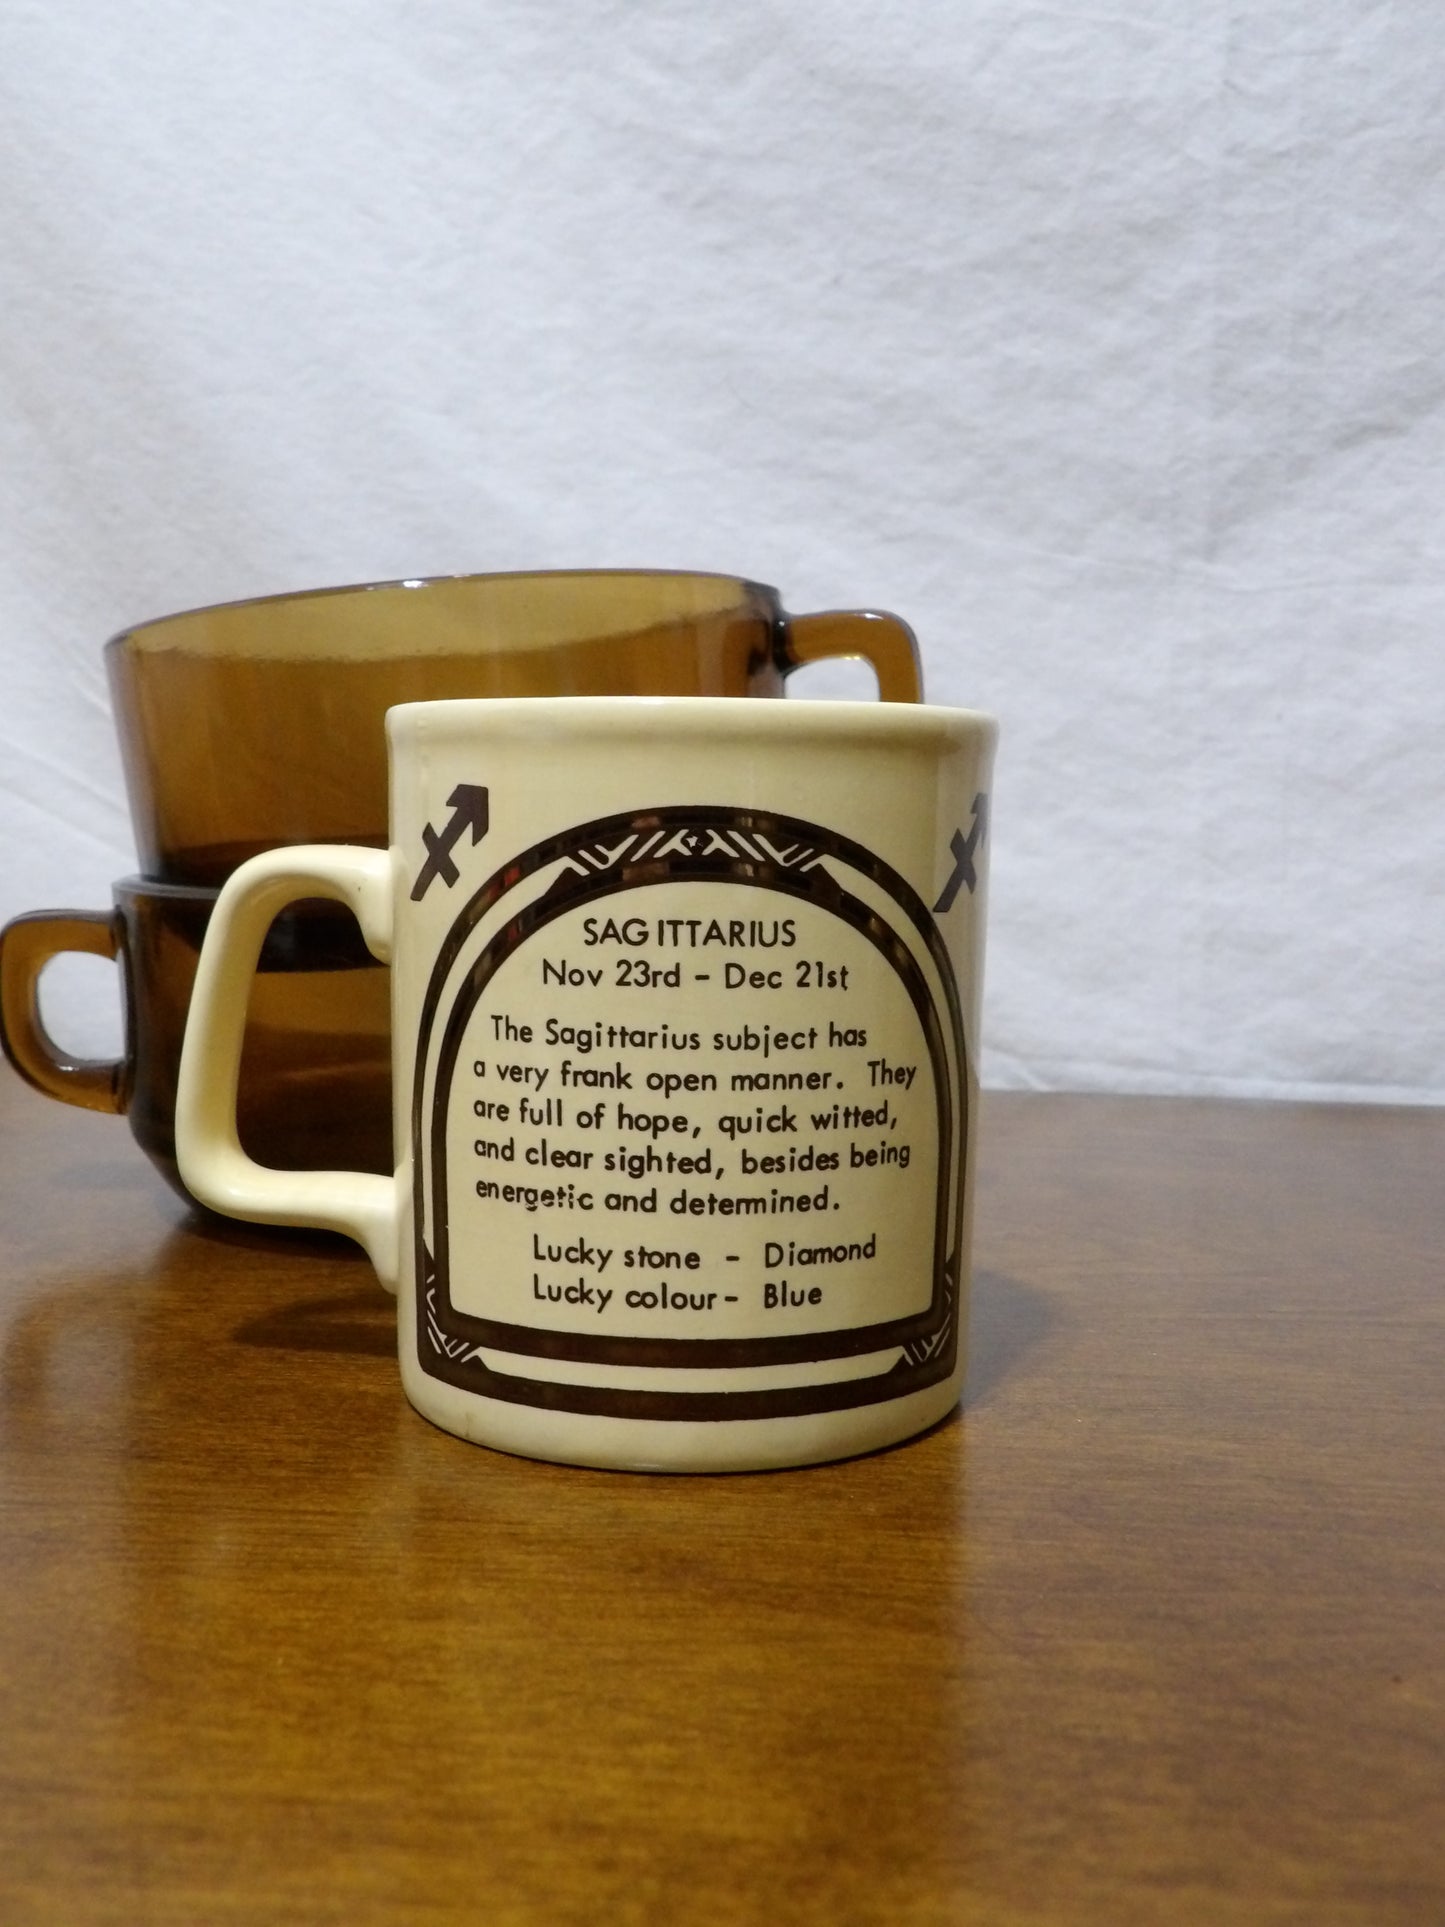 SAGITTARIUS
Nov 23rd - Dec 21st
The Sagittarius subject has
a very frank open manner. They
are full of hope, quick witted,
and clear sighted, besides being
energetic and determined.
Lucky stone - Diamond
Lucky colour - Blue